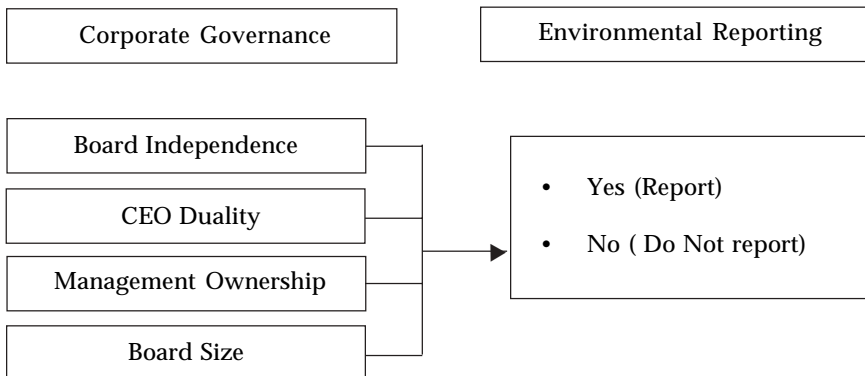 Corporate Governance
Environmental Reporting
Board Independence
CEO Duality
Management Ownership
Board Size
• Yes (Report)
• No ( Do Not report)